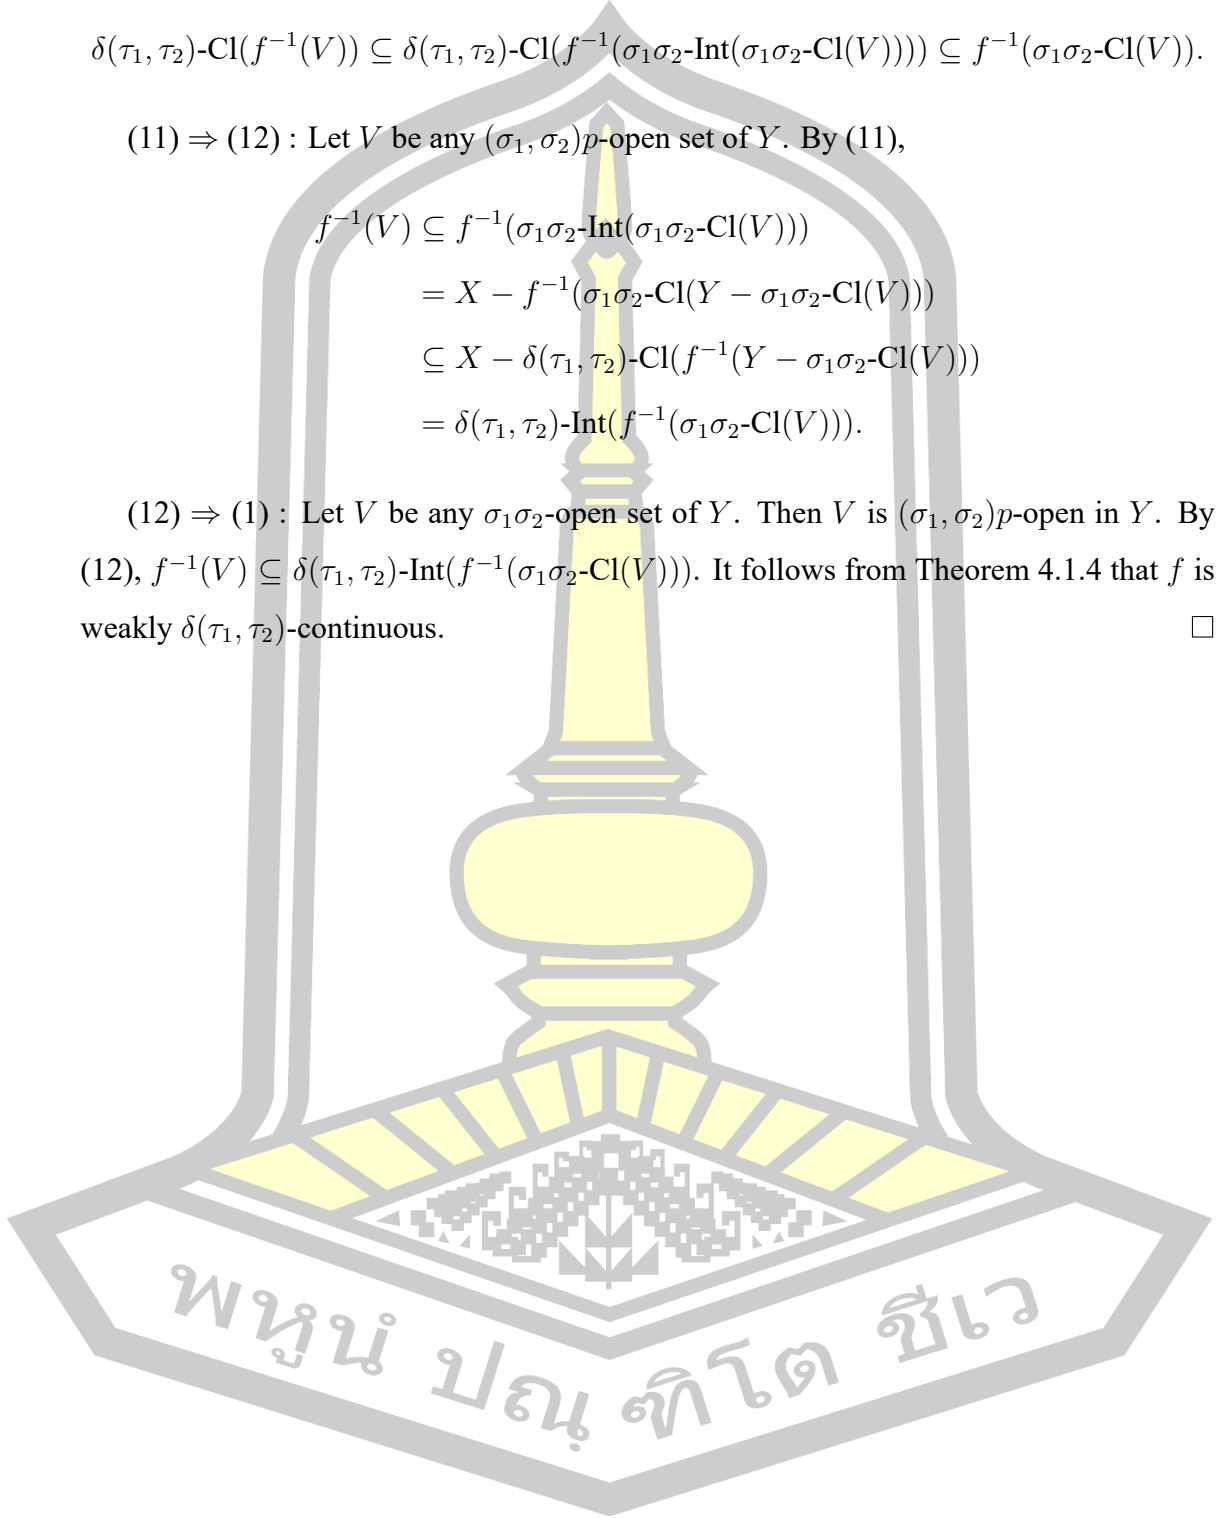 δ(τ₁, τ₂)-Cl(f⁻¹(V)) ⊆ δ(τ₁, τ₂)-Cl(f⁻¹(σ₁σ₂-Int(σ₁σ₂-Cl(V)))) ⊆ f⁻¹(σ₁σ₂-Cl(V)).
(11) ⇒ (12) : Let V be any (σ₁, σ₂)p-open set of Y. By (11),
f⁻¹(V) ⊆ f⁻¹(σ₁σ₂-Int(σ₁σ₂-Cl(V)))
= X − f⁻¹(σ₁σ₂-Cl(Y − σ₁σ₂-Cl(V)))
⊆ X − δ(τ₁, τ₂)-Cl(f⁻¹(Y − σ₁σ₂-Cl(V)))
= δ(τ₁, τ₂)-Int(f⁻¹(σ₁σ₂-Cl(V))).
(12) ⇒ (1) : Let V be any σ₁σ₂-open set of Y. Then V is (σ₁, σ₂)p-open in Y. By
(12), f⁻¹(V) ⊆ δ(τ₁, τ₂)-Int(f⁻¹(σ₁σ₂-Cl(V))). It follows from Theorem 4.1.4 that f is
weakly δ(τ₁, τ₂)-continuous. □
พหูนํ ปณฺฑิโต ชีเว